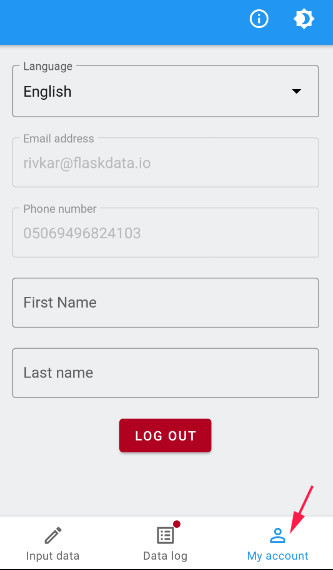 Language
English
Email address
rivkar@flaskdata.io
Phone number
05069496824103
First Name
Last name
LOG OUT
Input data
Data log
My account